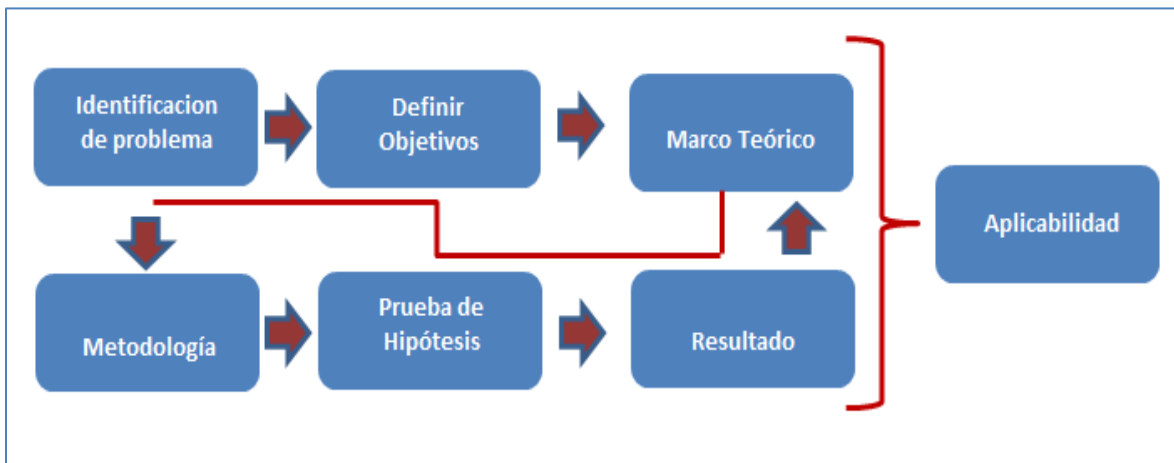 Identificacion
de problema
Definir
Objetivos
Marco Teórico
Aplicabilidad
Metodología
Prueba de
Hipótesis
Resultado